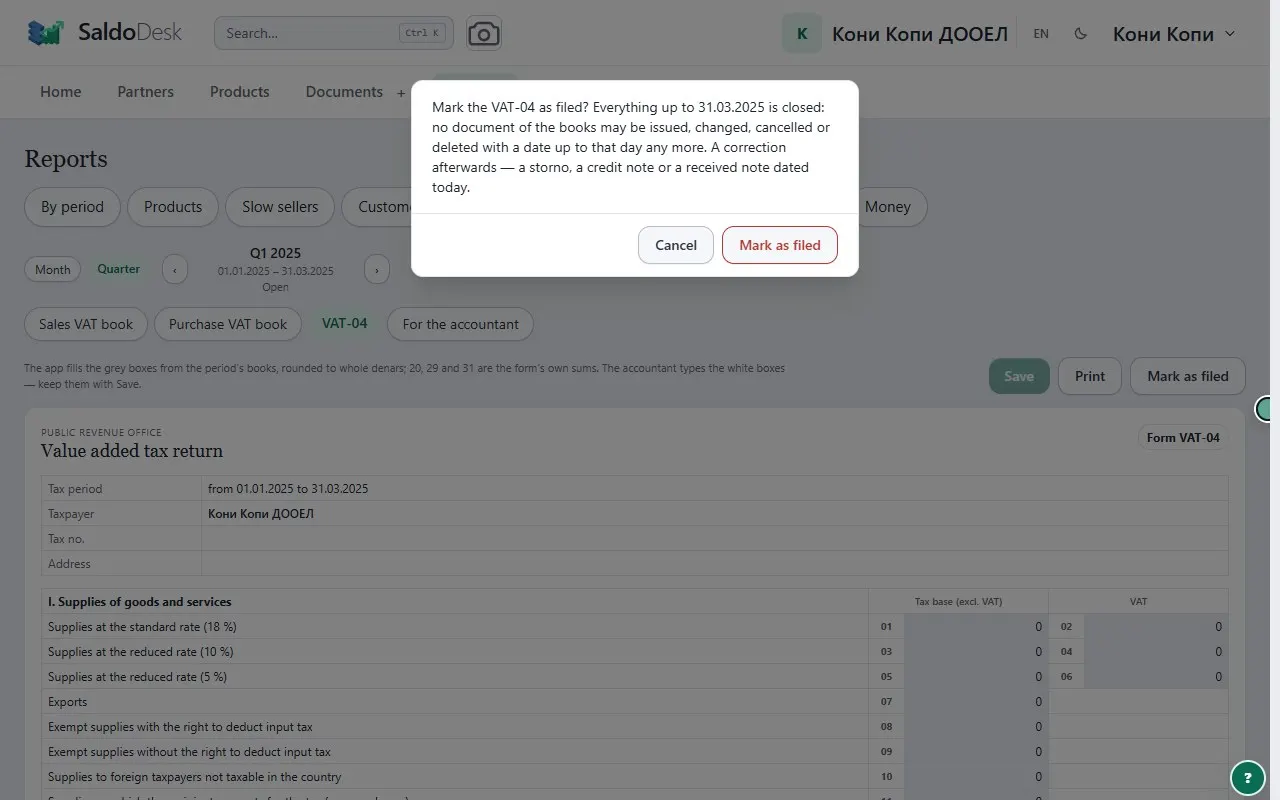 SaldoDesk
Search... Ctrl K
К Кони Копи ДООЕЛ EN Кони Копи
Home Partners Products Documents +
Mark the VAT-04 as filed? Everything up to 31.03.2025 is closed:
no document of the books may be issued, changed, cancelled or
deleted with a date up to that day any more. A correction
afterwards — a storno, a credit note or a received note dated
today.
Cancel Mark as filed
Reports
By period Products Slow sellers Money
Month Quarter ‹ Q1 2025 ›
01.01.2025 – 31.03.2025
Open
Sales VAT book Purchase VAT book VAT-04 For the accountant
The app fills the grey boxes from the period's books, rounded to whole denars; 20, 29 and 31 are the form's own sums. The accountant types the white boxes
— keep them with Save.
Save Print Mark as filed
PUBLIC REVENUE OFFICE
Value added tax return
Form VAT-04
Tax period from 01.01.2025 to 31.03.2025
Taxpayer Кони Копи ДООЕЛ
Tax no.
Address
I. Supplies of goods and services Tax base (excl. VAT) VAT
Supplies at the standard rate (18 %) 01 0 02 0
Supplies at the reduced rate (10 %) 03 0 04 0
Supplies at the reduced rate (5 %) 05 0 06 0
Exports 07 0
Exempt supplies with the right to deduct input tax 08 0
Exempt supplies without the right to deduct input tax 09 0
Supplies to foreign taxpayers not taxable in the country 10 0
?